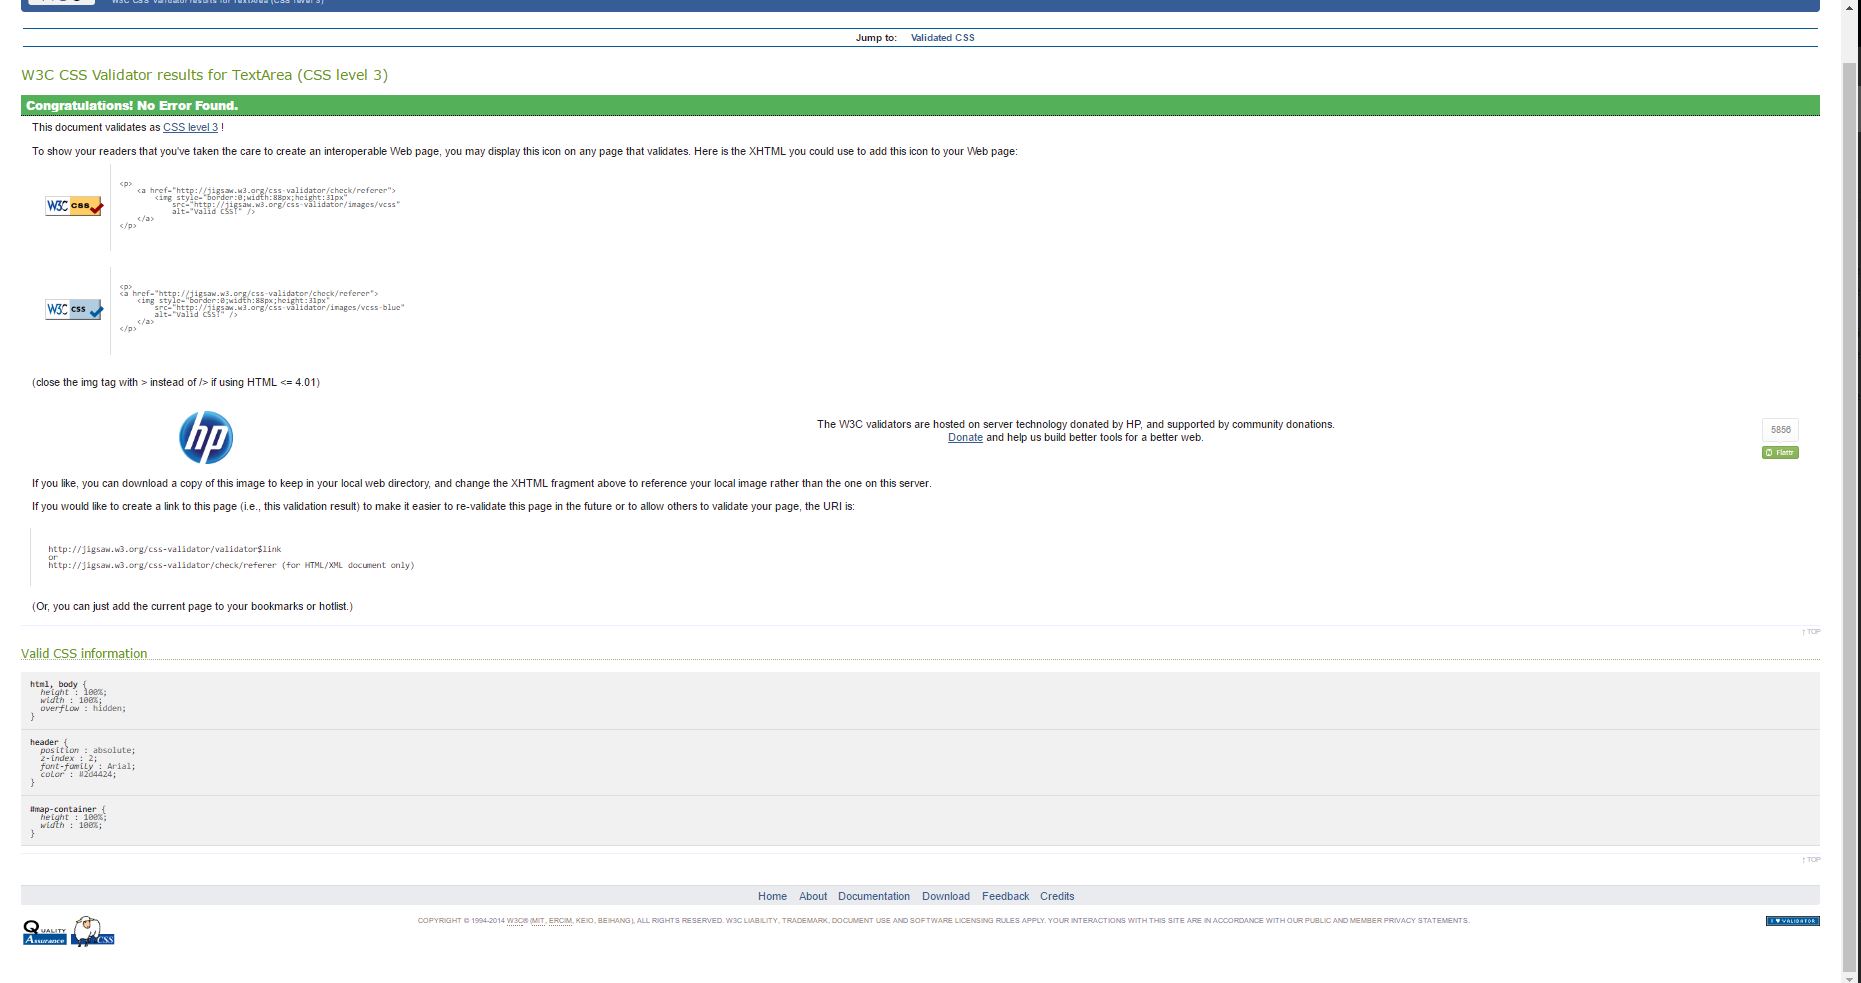 W3C CSS Validator results for TextArea (CSS level 3)
Jump to: Validated CSS
W3C CSS Validator results for TextArea (CSS level 3)
Congratulations! No Error Found.
This document validates as CSS level 3 !
To show your readers that you've taken the care to create an interoperable Web page, you may display this icon on any page that validates. Here is the XHTML you could use to add this icon to your Web page:
W3C css
<p>
<a href="http://jigsaw.w3.org/css-validator/check/referer">
<img style="border:0;width:88px;height:31px"
src="http://jigsaw.w3.org/css-validator/images/vcss"
alt="Valid CSS!" />
</a>
</p>
W3C css
<p>
<a href="http://jigsaw.w3.org/css-validator/check/referer">
<img style="border:0;width:88px;height:31px"
src="http://jigsaw.w3.org/css-validator/images/vcss-blue"
alt="Valid CSS!" />
</a>
</p>
(close the img tag with > instead of /> if using HTML <= 4.01)
hp
The W3C validators are hosted on server technology donated by HP, and supported by community donations.
Donate and help us build better tools for a better web.
5856
Flattr
If you like, you can download a copy of this image to keep in your local web directory, and change the XHTML fragment above to reference your local image rather than the one on this server.
If you would like to create a link to this page (i.e., this validation result) to make it easier to re-validate this page in the future or to allow others to validate your page, the URI is:
http://jigsaw.w3.org/css-validator/validator$link
or
http://jigsaw.w3.org/css-validator/check/referer (for HTML/XML document only)
(Or, you can just add the current page to your bookmarks or hotlist.)
↑ TOP
Valid CSS information
html, body {
height : 100%;
width : 100%;
overflow : hidden;
}
header {
position : absolute;
z-index : 2;
font-family : Arial;
color : #2d4424;
}
#map-container {
height : 100%;
width : 100%;
}
↑ TOP
Home About Documentation Download Feedback Credits
QUALITY
Assurance
CSS
COPYRIGHT © 1994-2014 W3C® (MIT, ERCIM, KEIO, BEIHANG), ALL RIGHTS RESERVED. W3C LIABILITY, TRADEMARK, DOCUMENT USE AND SOFTWARE LICENSING RULES APPLY. YOUR INTERACTIONS WITH THIS SITE ARE IN ACCORDANCE WITH OUR PUBLIC AND MEMBER PRIVACY STATEMENTS.
I ♥ VALIDATOR